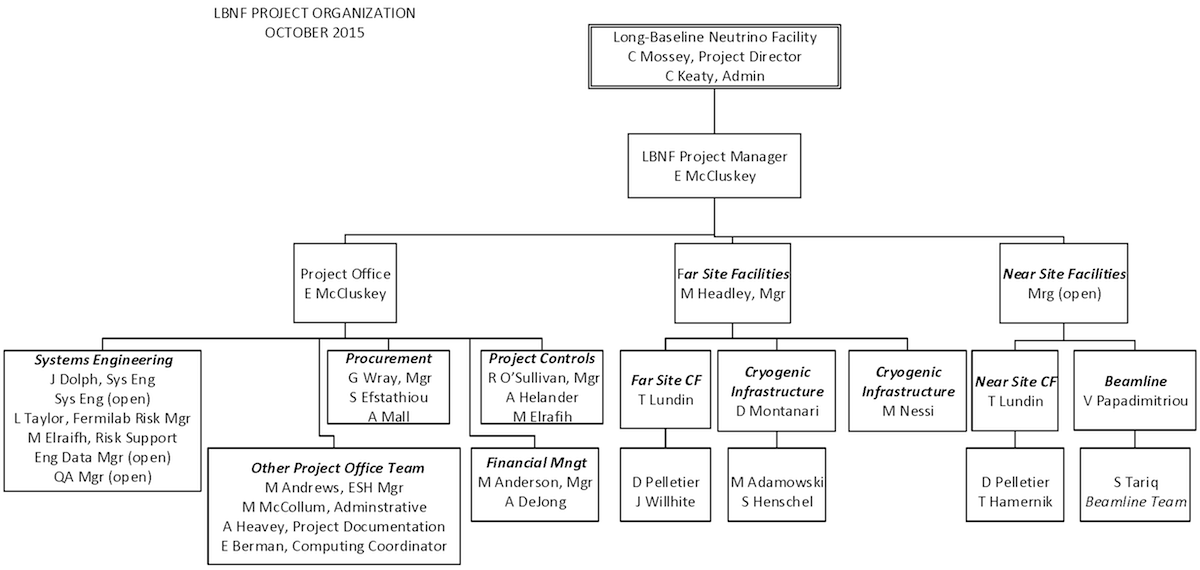 LBNF PROJECT ORGANIZATION
OCTOBER 2015
Long-Baseline Neutrino Facility
C Mossey, Project Director
C Keaty, Admin
LBNF Project Manager
E McCluskey
Project Office
E McCluskey
Far Site Facilities
M Headley, Mgr
Near Site Facilities
Mrg (open)
Systems Engineering
J Dolph, Sys Eng
Sys Eng (open)
L Taylor, Fermilab Risk Mgr
M Elraifh, Risk Support
Eng Data Mgr (open)
QA Mgr (open)
Procurement
G Wray, Mgr
S Efstathiou
A Mall
Project Controls
R O’Sullivan, Mgr
A Helander
M Elrafih
Far Site CF
T Lundin
Cryogenic
Infrastructure
D Montanari
Cryogenic
Infrastructure
M Nessi
Near Site CF
T Lundin
Beamline
V Papadimitriou
Other Project Office Team
M Andrews, ESH Mgr
M McCollum, Adminstrative
A Heavey, Project Documentation
E Berman, Computing Coordinator
Financial Mngt
M Anderson, Mgr
A DeJong
D Pelletier
J Willhite
M Adamowski
S Henschel
D Pelletier
T Hamernik
S Tariq
Beamline Team